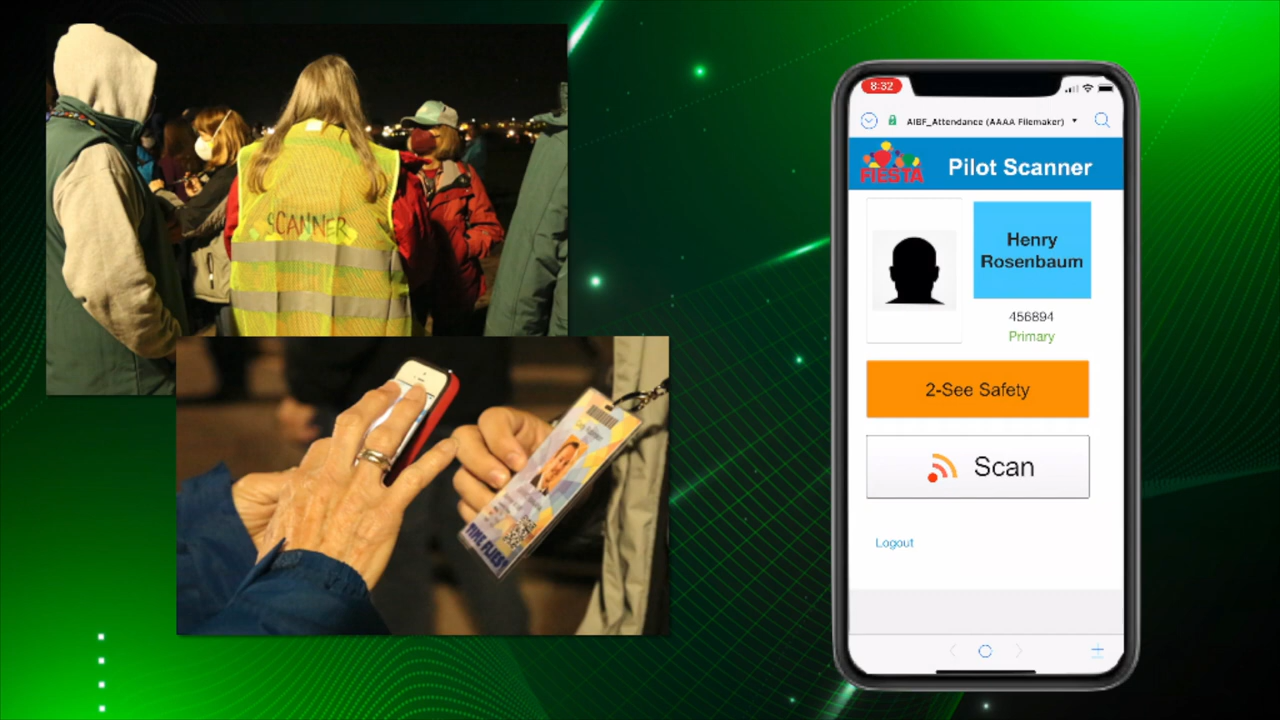 SCANNER
TIME FLIES!
8:32
AIBF_Attendance (AAAA Filemaker)
FIESTA
Pilot Scanner
Henry
Rosenbaum
456894
Primary
2-See Safety
Scan
Logout